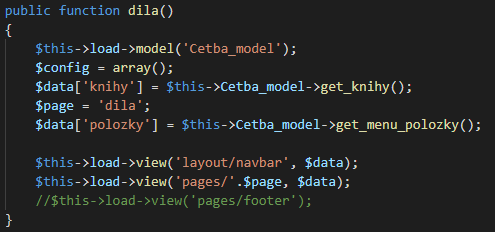 public function dila()
{
    $this->load->model('Cetba_model');
    $config = array();
    $data['knihy'] = $this->Cetba_model->get_knihy();
    $page = 'dila';
    $data['polozky'] = $this->Cetba_model->get_menu_polozky();

    $this->load->view('layout/navbar', $data);
    $this->load->view('pages/'.$page, $data);
    //$this->load->view('pages/footer');
}